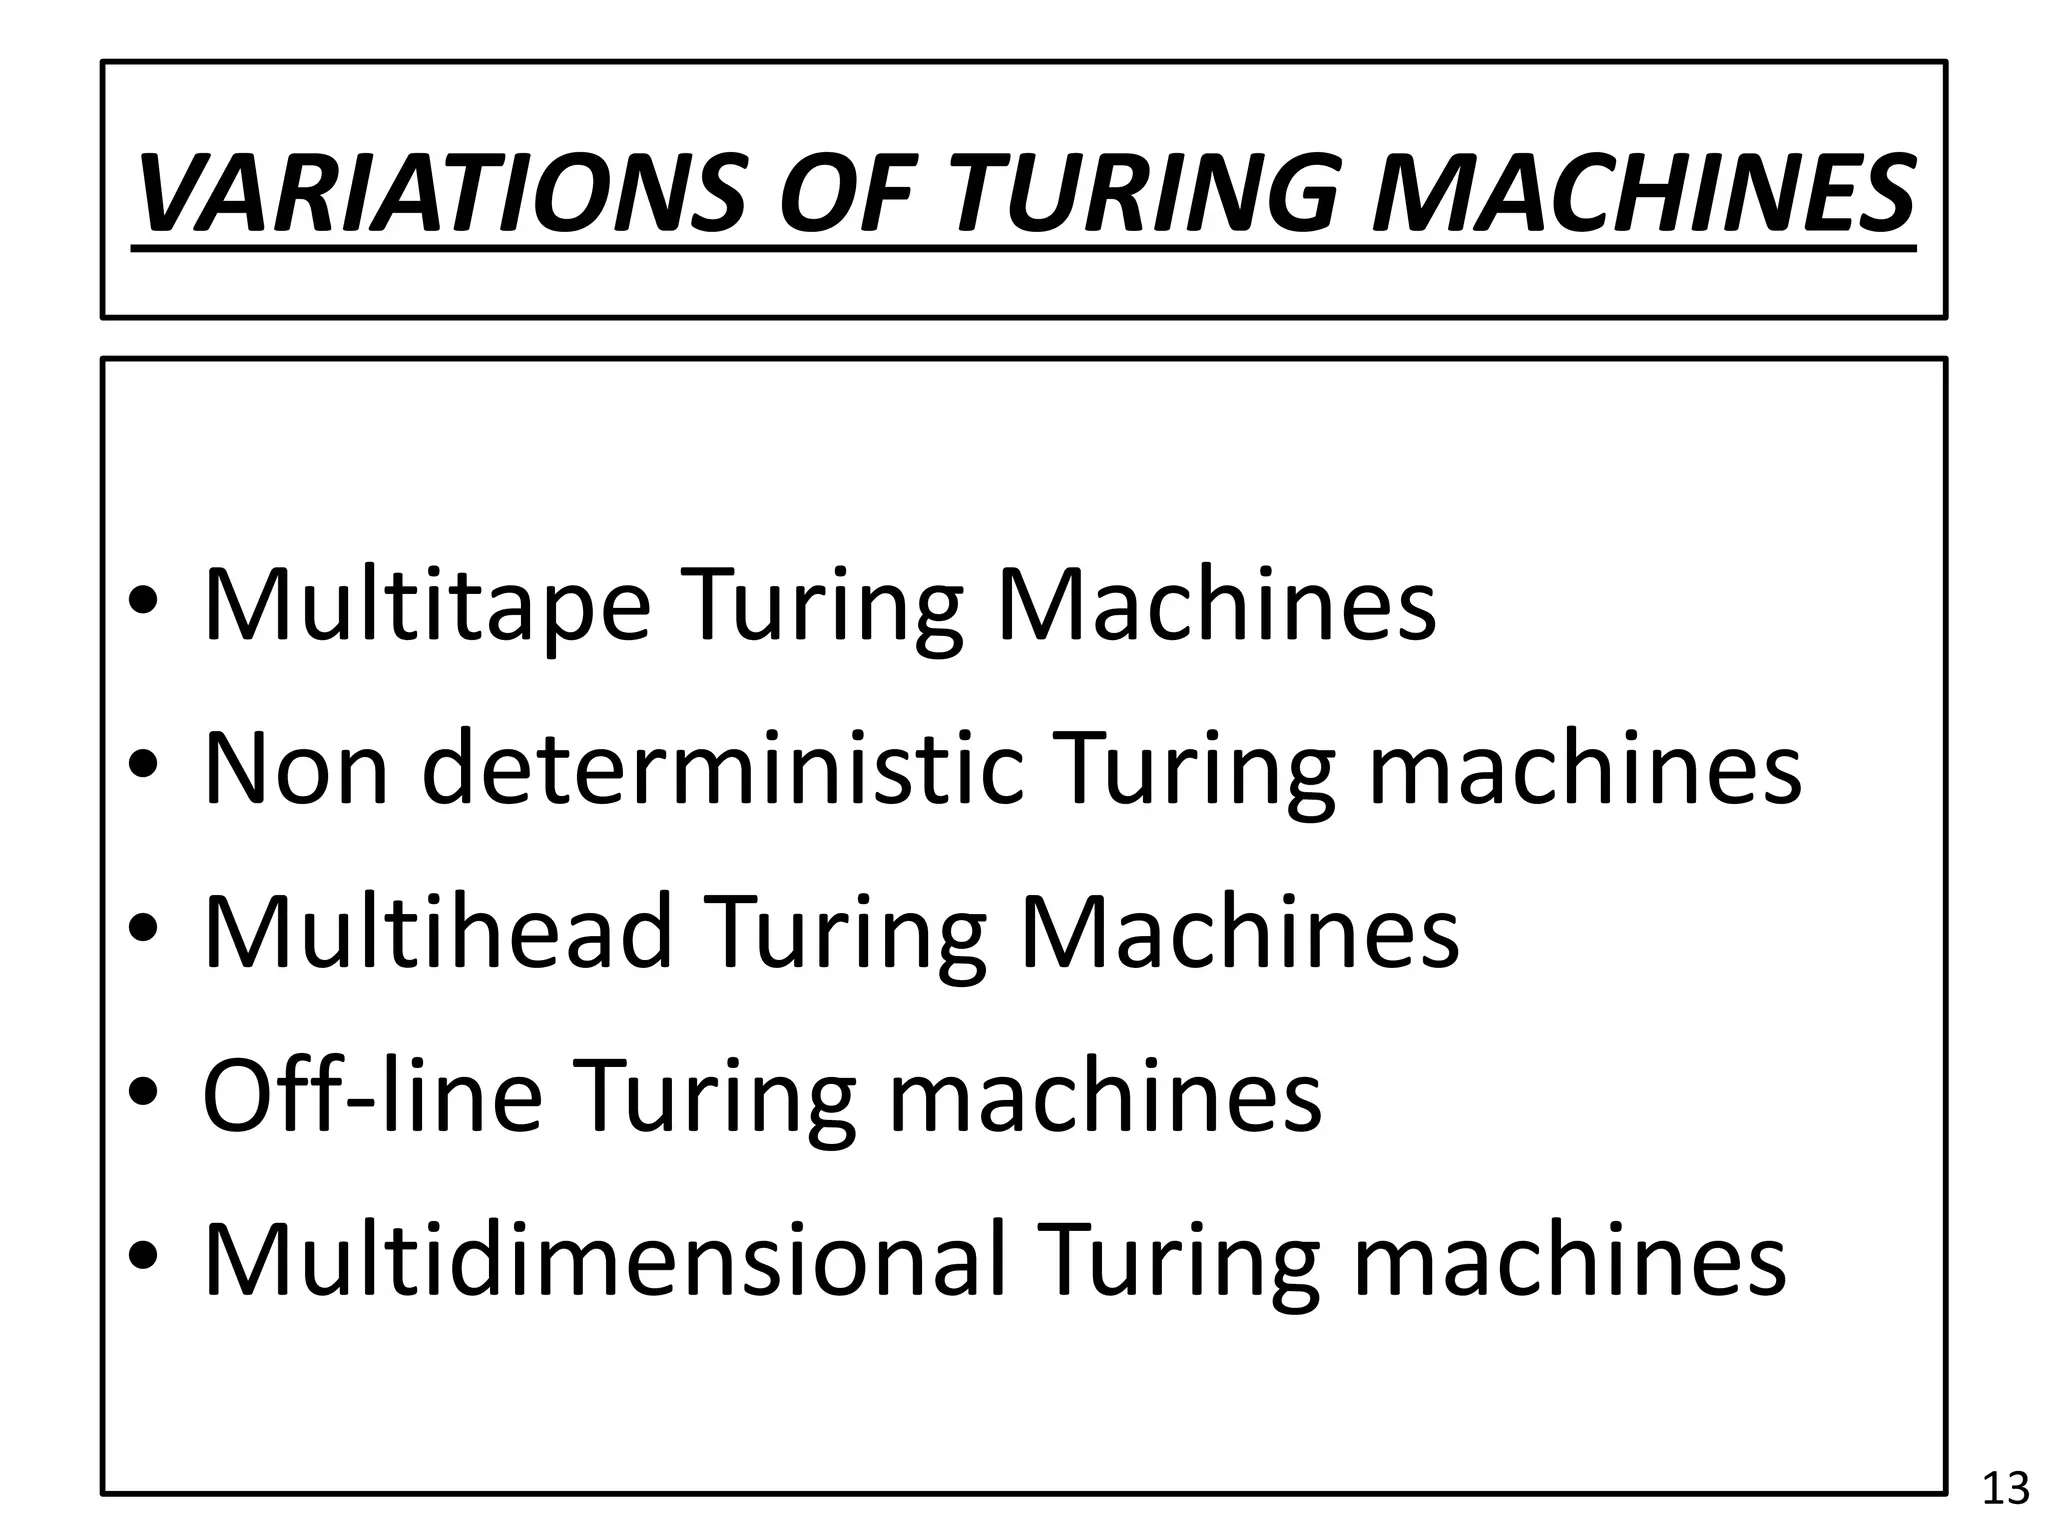 VARIATIONS OF TURING MACHINES
• Multitape Turing Machines
• Non deterministic Turing machines
• Multihead Turing Machines
• Off-line Turing machines
• Multidimensional Turing machines
13